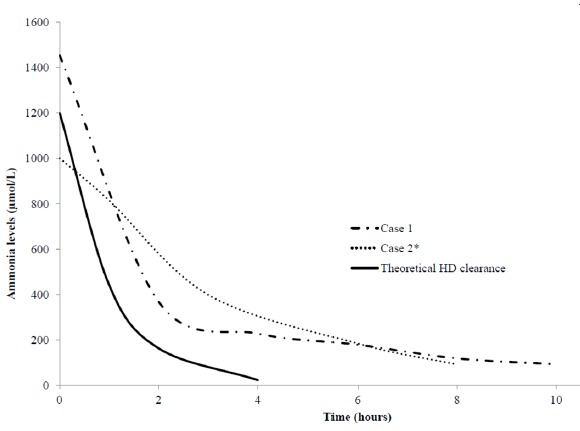 1600
1400
1200
1000
800
600
400
200
0
Ammonia levels (µmol/L)
Case 1
Case 2*
Theoretical HD clearance
0 2 4 6 8 10
Time (hours)